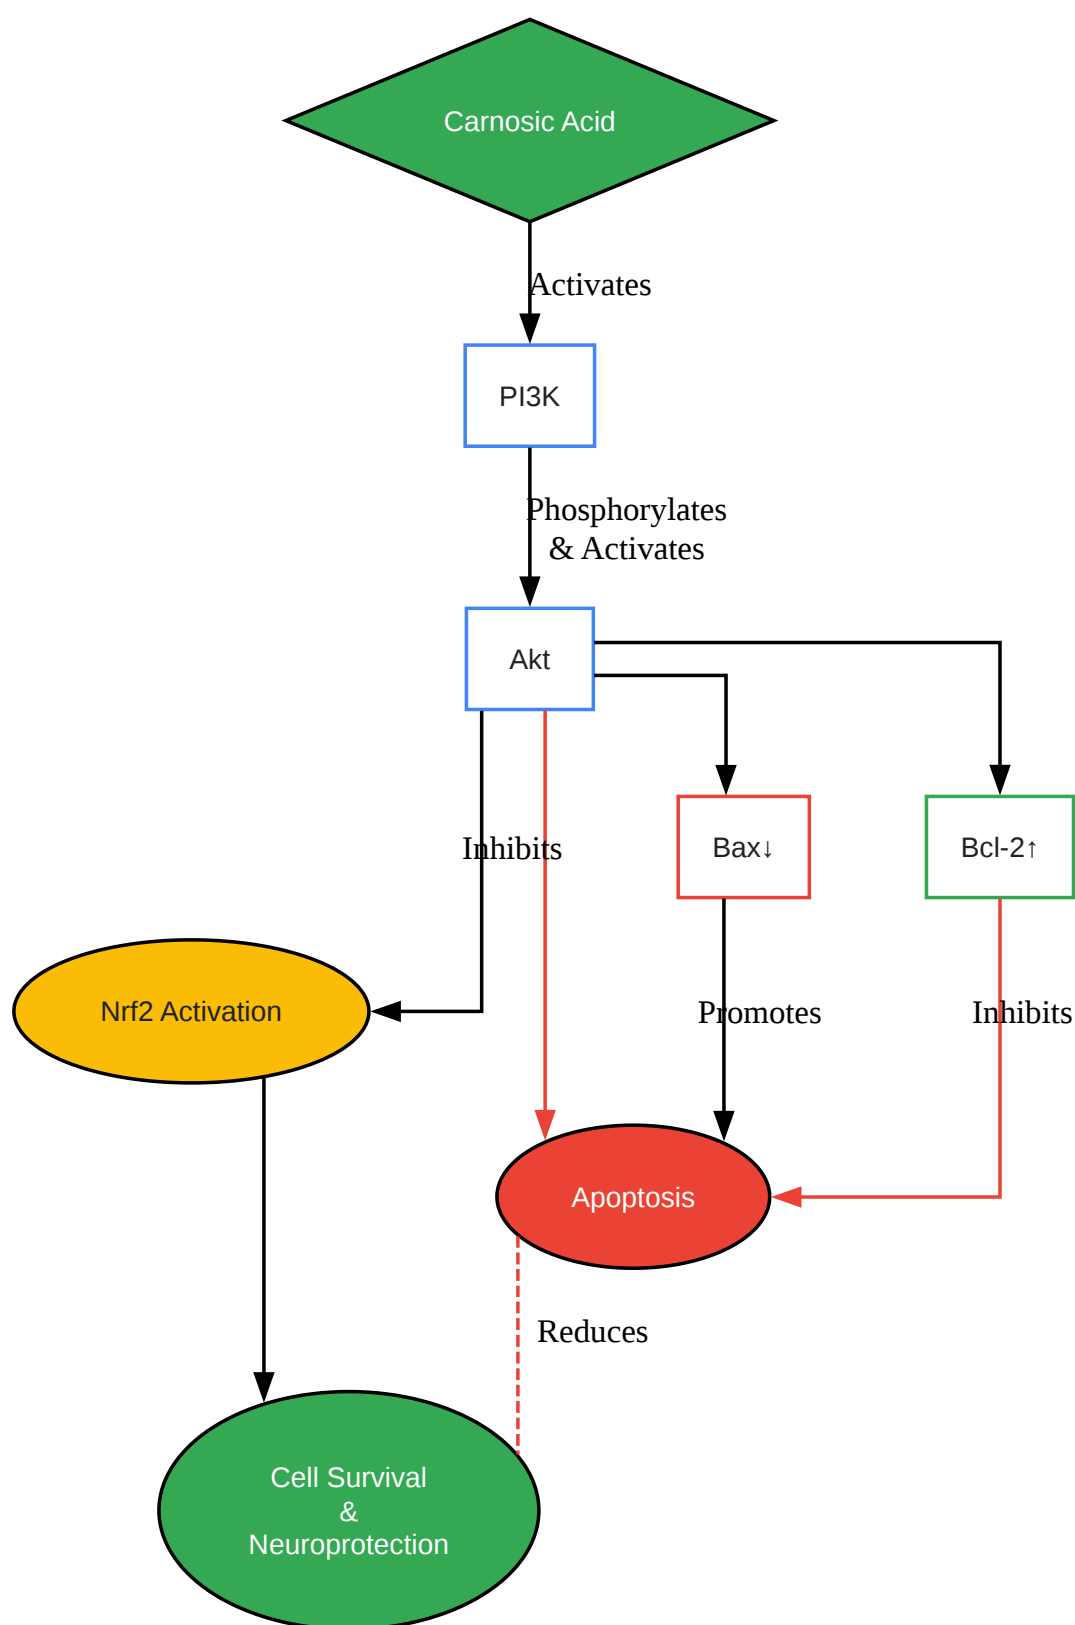 Carnosic Acid
Activates
PI3K
Phosphorylates
& Activates
Akt
Inhibits
Bax↓
Bcl-2↑
Nrf2 Activation
Promotes
Inhibits
Apoptosis
Reduces
Cell Survival
&
Neuroprotection